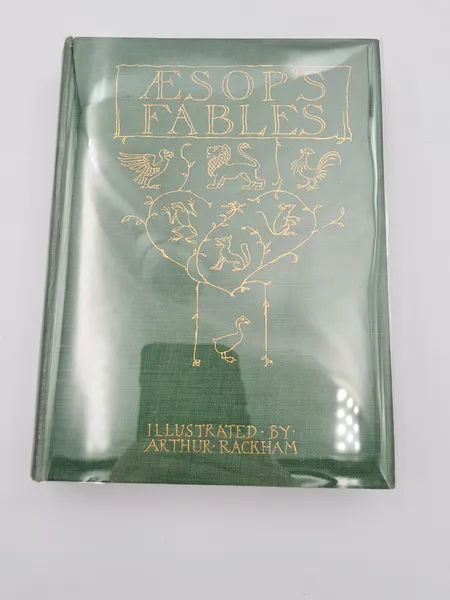 ÆSOP'S
FABLES
ILLUSTRATED · BY ·
ARTHUR · RACKHAM